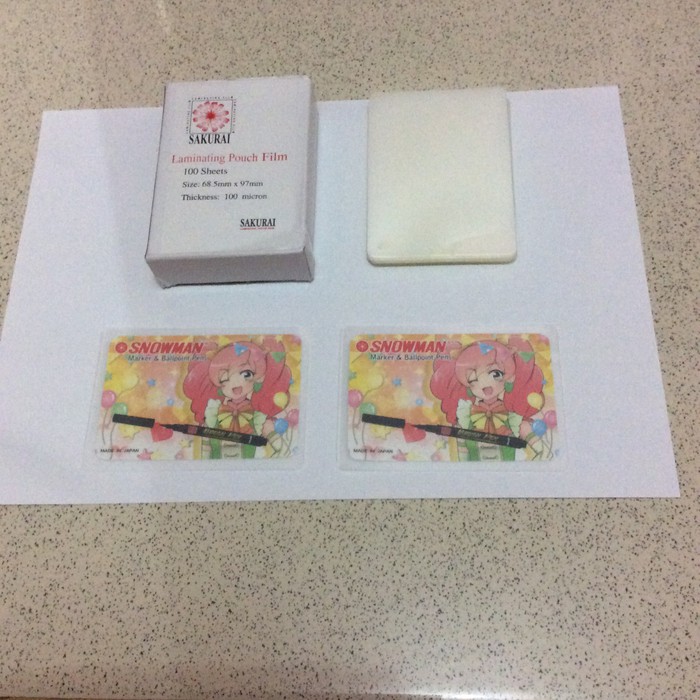 SAKURAI
Laminating Pouch Film
100 Sheets
Size: 68.5mm x 97mm
Thickness: 100 micron
SAKURAI
SNOWMAN
Marker & Ballpoint Pen
MADE IN JAPAN
SNOWMAN
Marker & Ballpoint Pen
MADE IN JAPAN